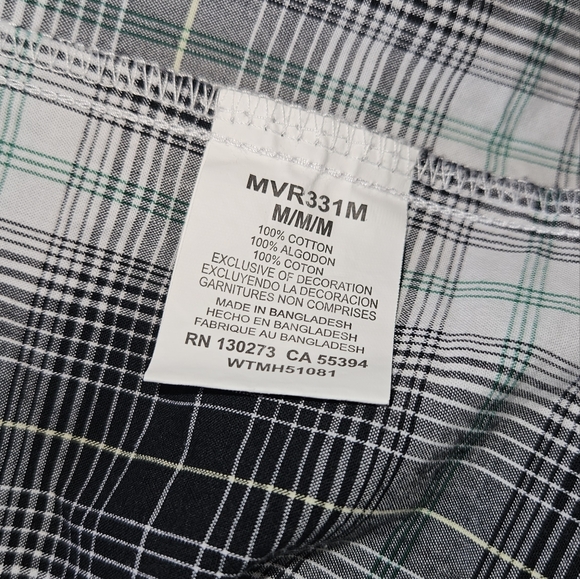 MVR331M
M/M/M
100% COTTON
100% ALGODON
100% COTON
EXCLUSIVE OF DECORATION
EXCLUYENDO LA DECORACION
GARNITURES NON COMPRISES
MADE IN BANGLADESH
HECHO EN BANGLADESH
FABRIQUE AU BANGLADESH
RN 130273 CA 55394
WTMH51081